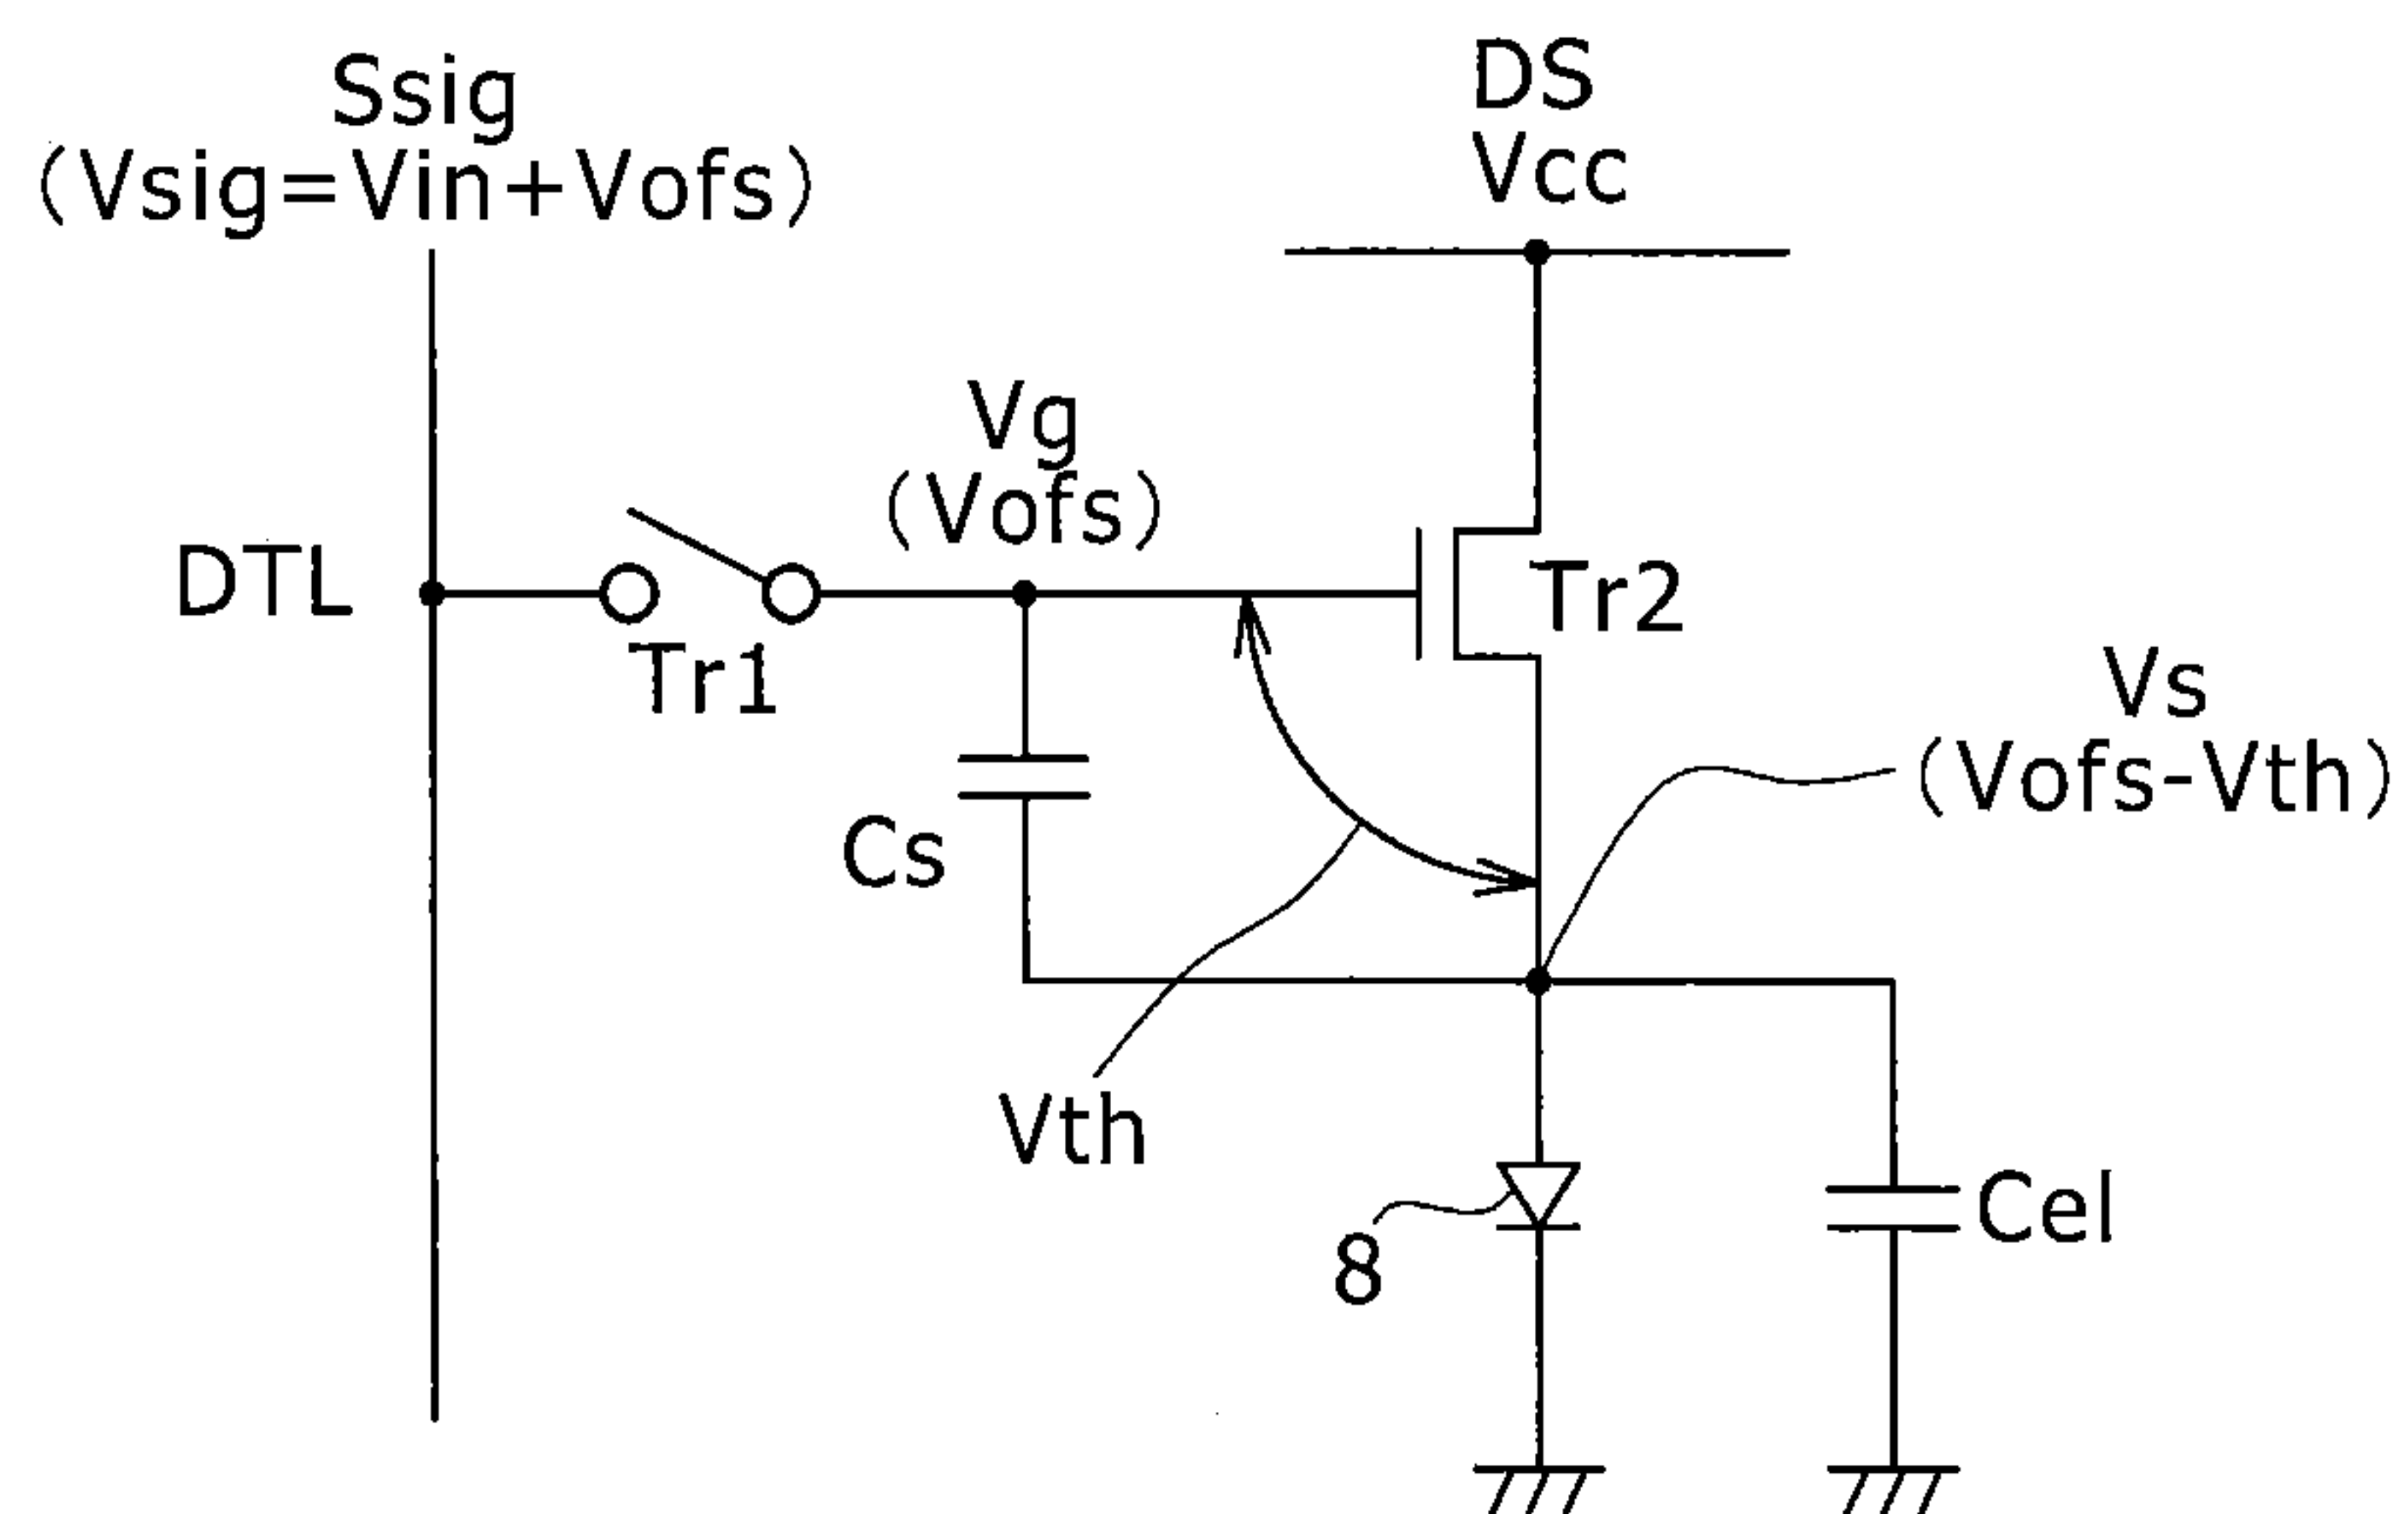 Ssig
(Vsig=Vin+Vofs)
DS
Vcc
Vg
(Vofs)
DTL
Tr1
Tr2
Vs
(Vofs-Vth)
Cs
Vth
8
Cel